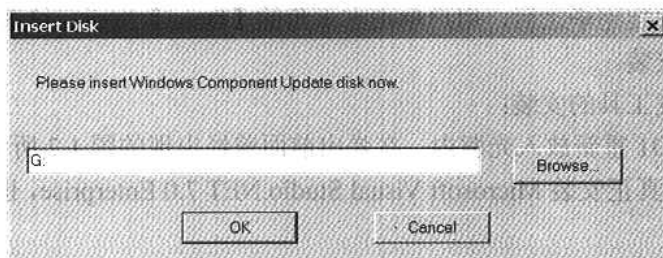 Insert Disk
Please insert Windows Component Update disk now.
G:
Browse...
OK
Cancel